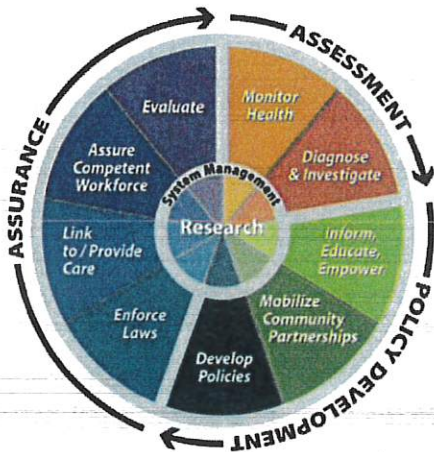 ASSESSMENT
Monitor
Health
Diagnose
& Investigate
POLICY DEVELOPMENT
Inform,
Educate,
Empower
Mobilize
Community
Partnerships
Develop
Policies
ASSURANCE
Enforce
Laws
Link
to / Provide
Care
Assure
Competent
Workforce
Evaluate
System Management
Research